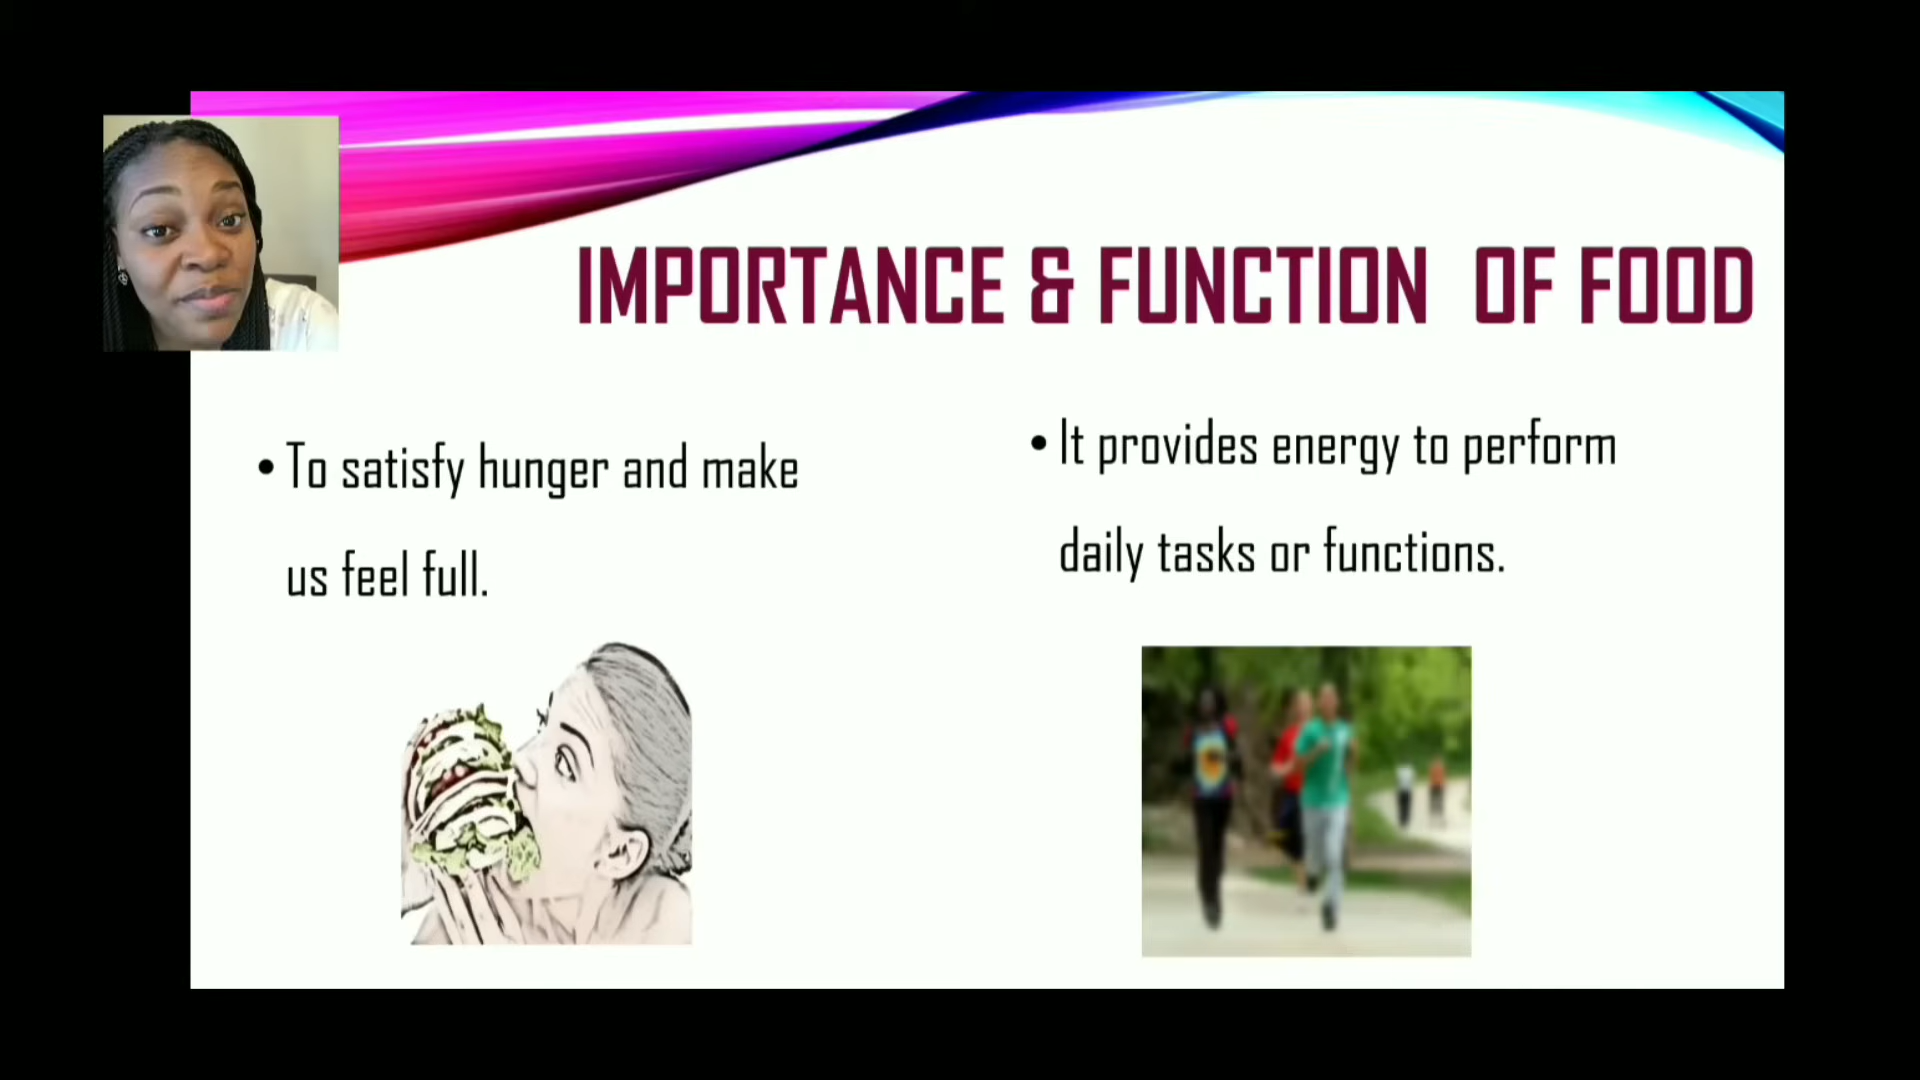 IMPORTANCE & FUNCTION OF FOOD
• To satisfy hunger and make
us feel full.
• It provides energy to perform
daily tasks or functions.